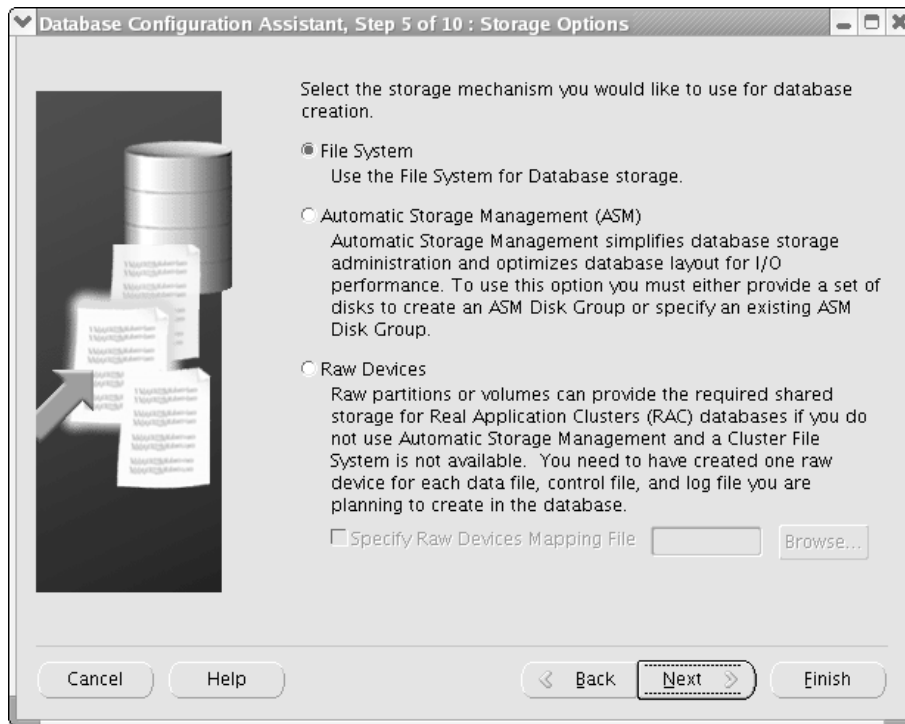 Database Configuration Assistant, Step 5 of 10 : Storage Options
Select the storage mechanism you would like to use for database
creation.
File System
Use the File System for Database storage.
Automatic Storage Management (ASM)
Automatic Storage Management simplifies database storage
administration and optimizes database layout for I/O
performance. To use this option you must either provide a set of
disks to create an ASM Disk Group or specify an existing ASM
Disk Group.
Raw Devices
Raw partitions or volumes can provide the required shared
storage for Real Application Clusters (RAC) databases if you do
not use Automatic Storage Management and a Cluster File
System is not available.  You need to have created one raw
device for each data file, control file, and log file you are
planning to create in the database.
Specify Raw Devices Mapping File
Browse...
Cancel
Help
Back
Next
Finish